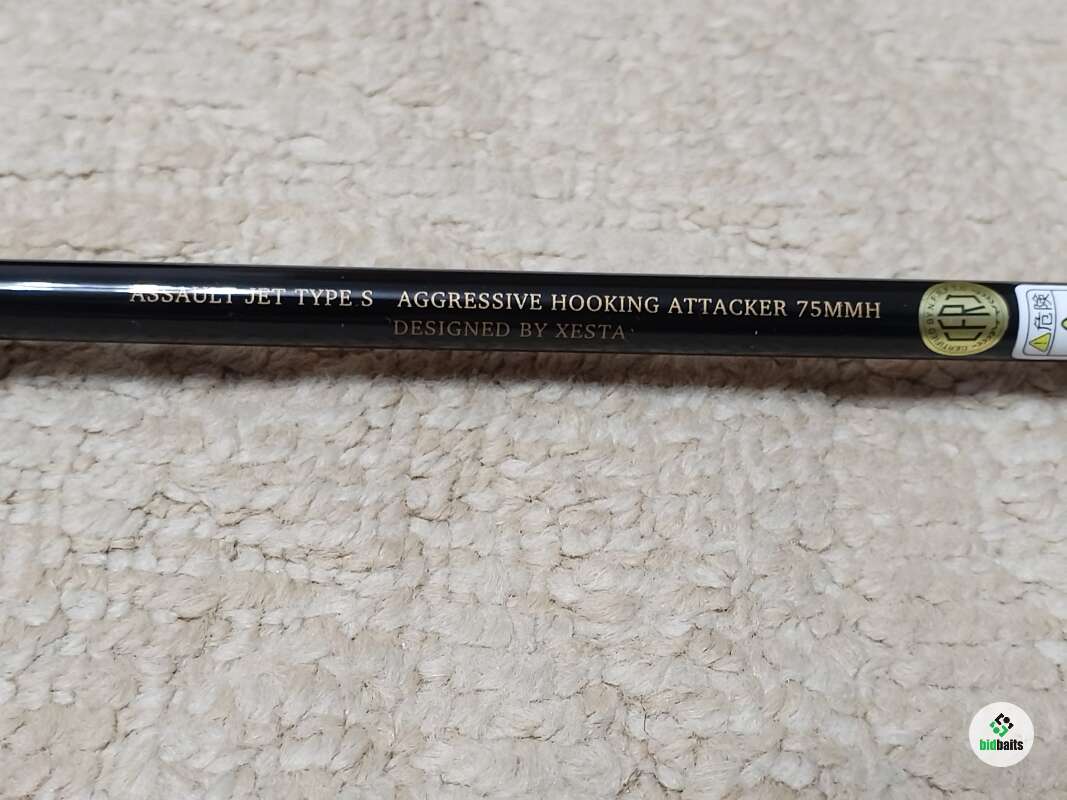 ASSAULT JET TYPE S AGGRESSIVE HOOKING ATTACKER 75MMH
DESIGNED BY XESTA
危険
bidbaits